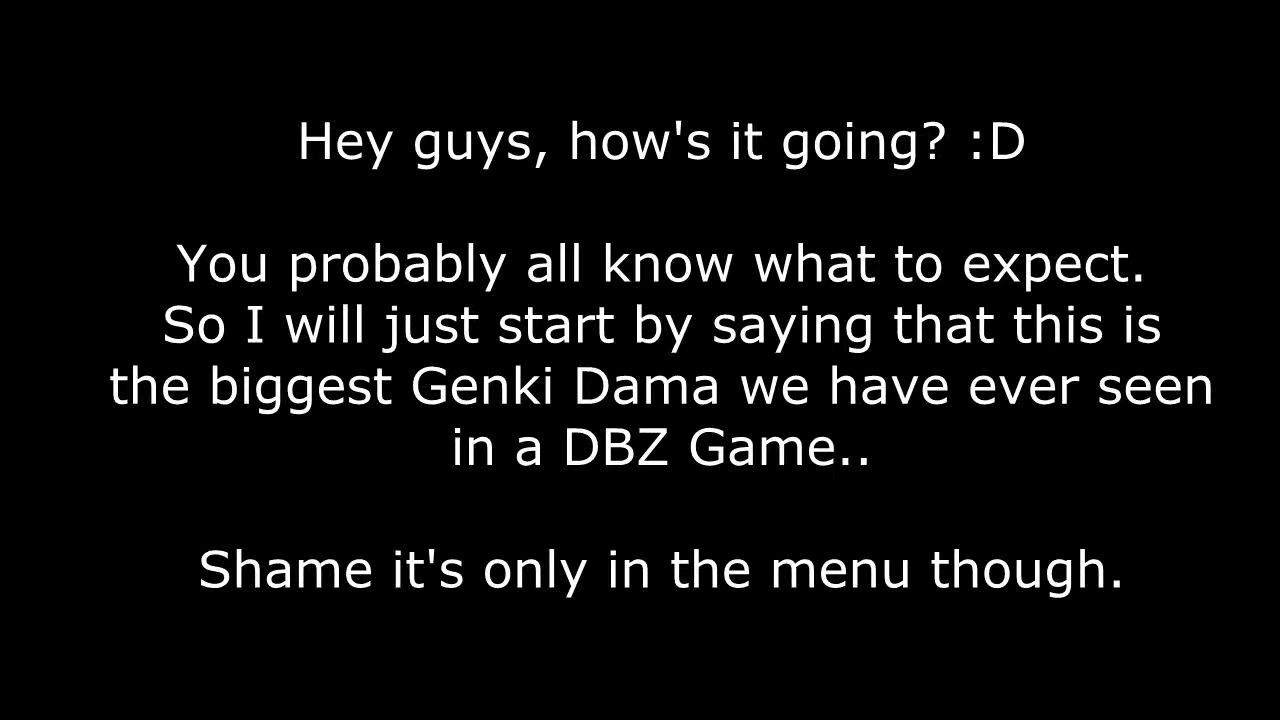 Hey guys, how's it going? :D
You probably all know what to expect.
So I will just start by saying that this is
the biggest Genki Dama we have ever seen
in a DBZ Game..
Shame it's only in the menu though.